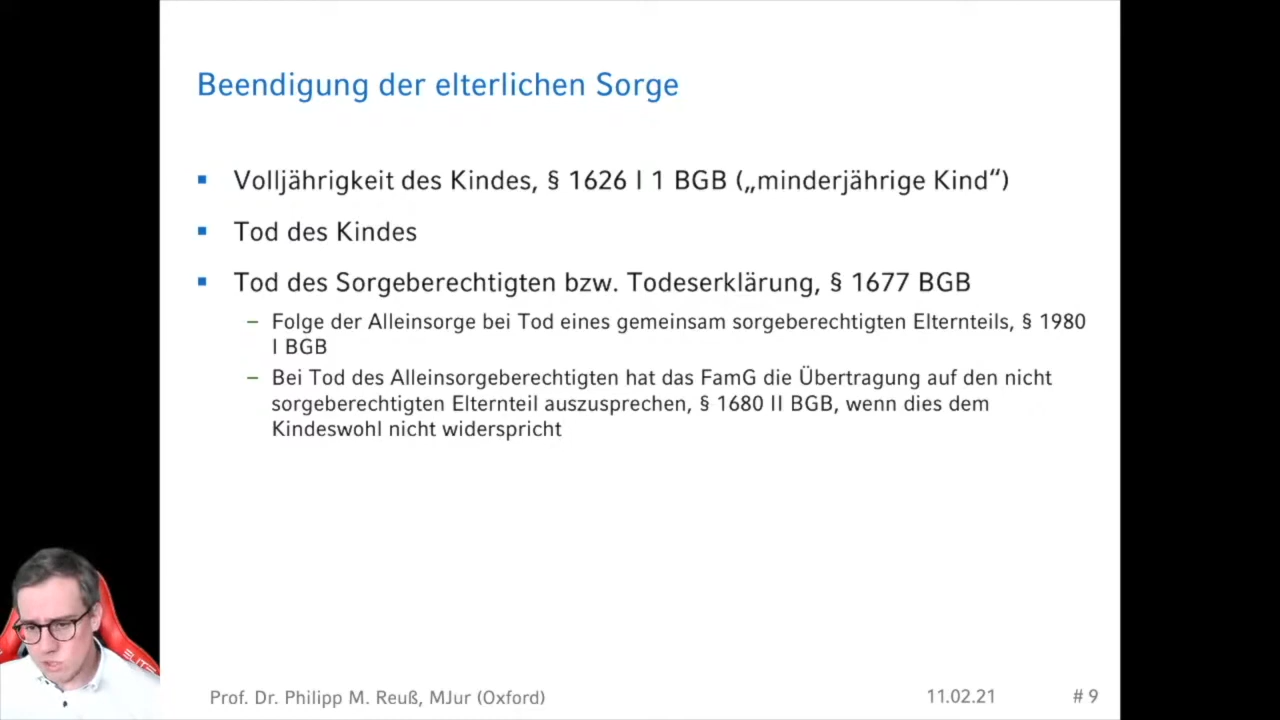 Beendigung der elterlichen Sorge
Volljährigkeit des Kindes, § 1626 I 1 BGB („minderjährige Kind“)
Tod des Kindes
Tod des Sorgeberechtigten bzw. Todeserklärung, § 1677 BGB
– Folge der Alleinsorge bei Tod eines gemeinsam sorgeberechtigten Elternteils, § 1980
I BGB
– Bei Tod des Alleinsorgeberechtigten hat das FamG die Übertragung auf den nicht
sorgeberechtigten Elternteil auszusprechen, § 1680 II BGB, wenn dies dem
Kindeswohl nicht widerspricht
Prof. Dr. Philipp M. Reuß, MJur (Oxford)
11.02.21
# 9